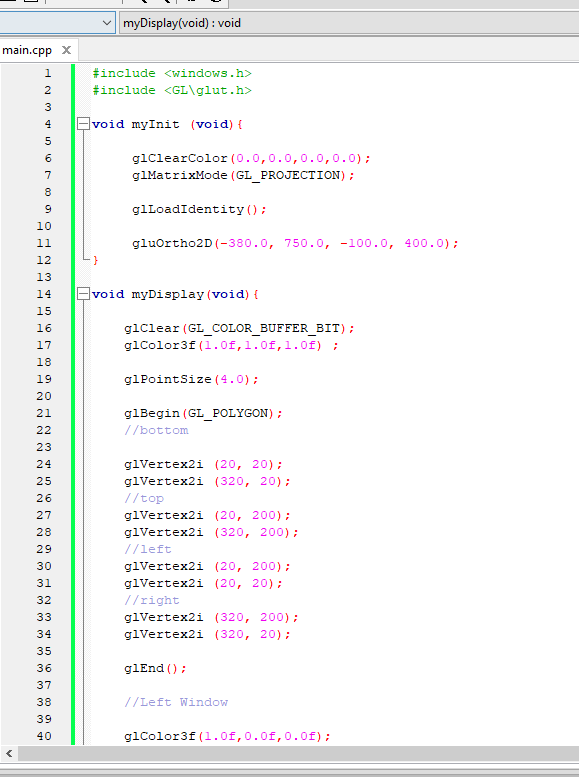 myDisplay(void) : void
main.cpp
1 #include <windows.h>
2 #include <GL\glut.h>
3
4 void myInit (void){
5
6 glClearColor(0.0,0.0,0.0,0.0);
7 glMatrixMode(GL_PROJECTION);
8
9 glLoadIdentity();
10
11 gluOrtho2D(-380.0, 750.0, -100.0, 400.0);
12 }
13
14 void myDisplay(void){
15
16 glClear(GL_COLOR_BUFFER_BIT);
17 glColor3f(1.0f,1.0f,1.0f) ;
18
19 glPointSize(4.0);
20
21 glBegin(GL_POLYGON);
22 //bottom
23
24 glVertex2i (20, 20);
25 glVertex2i (320, 20);
26 //top
27 glVertex2i (20, 200);
28 glVertex2i (320, 200);
29 //left
30 glVertex2i (20, 200);
31 glVertex2i (20, 20);
32 //right
33 glVertex2i (320, 200);
34 glVertex2i (320, 20);
35
36 glEnd();
37
38 //Left Window
39
40 glColor3f(1.0f,0.0f,0.0f);